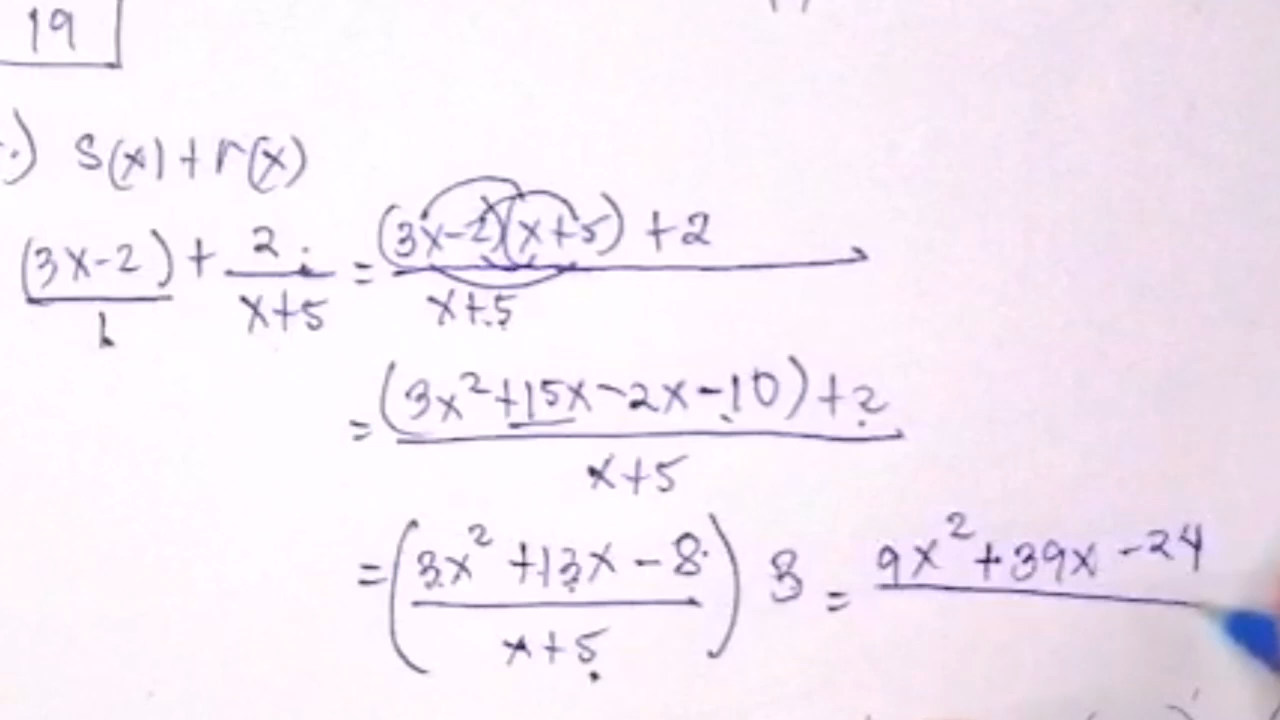 19
.) s(x)+r(x)
(3x-2)/1 + 2/(x+5) = ((3x-2)(x+5)+2)/(x+5)
= ((3x²+15x-2x-10)+2)/(x+5)
= ((3x²+13x-8)/(x+5)) 3 = 9x²+39x-24